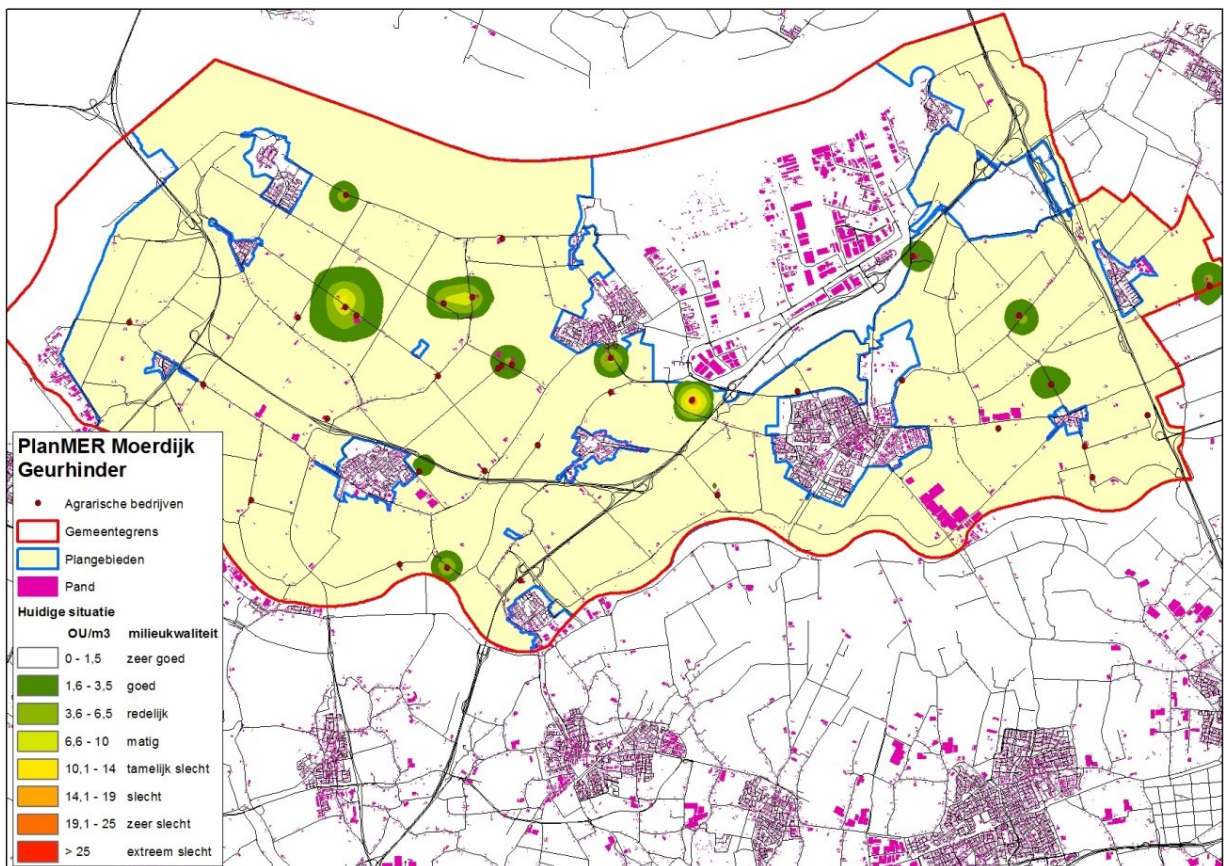 PlanMER Moerdijk
Geurhinder
Agrarische bedrijven
Gemeentegrens
Plangebieden
Pand
Huidige situatie
OU/m3 milieukwaliteit
0 - 1,5 zeer goed
1,6 - 3,5 goed
3,6 - 6,5 redelijk
6,6 - 10 matig
10,1 - 14 tamelijk slecht
14,1 - 19 slecht
19,1 - 25 zeer slecht
> 25 extreem slecht